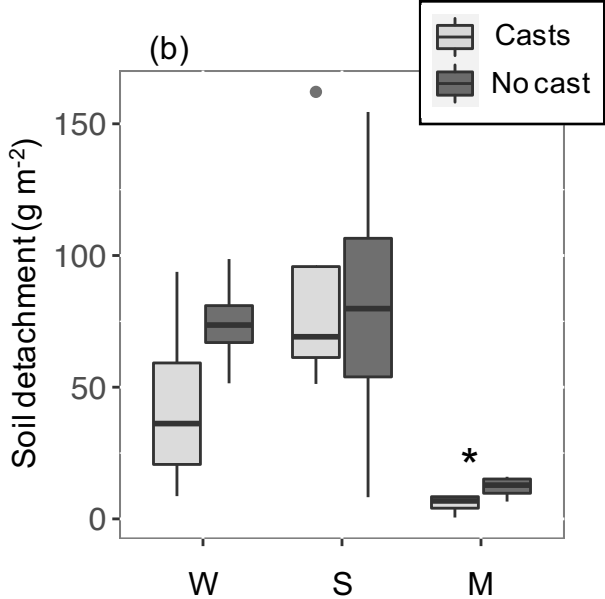 (b)
Casts
No cast
Soil detachment (g m⁻²)
150
100
50
0
*
W S M